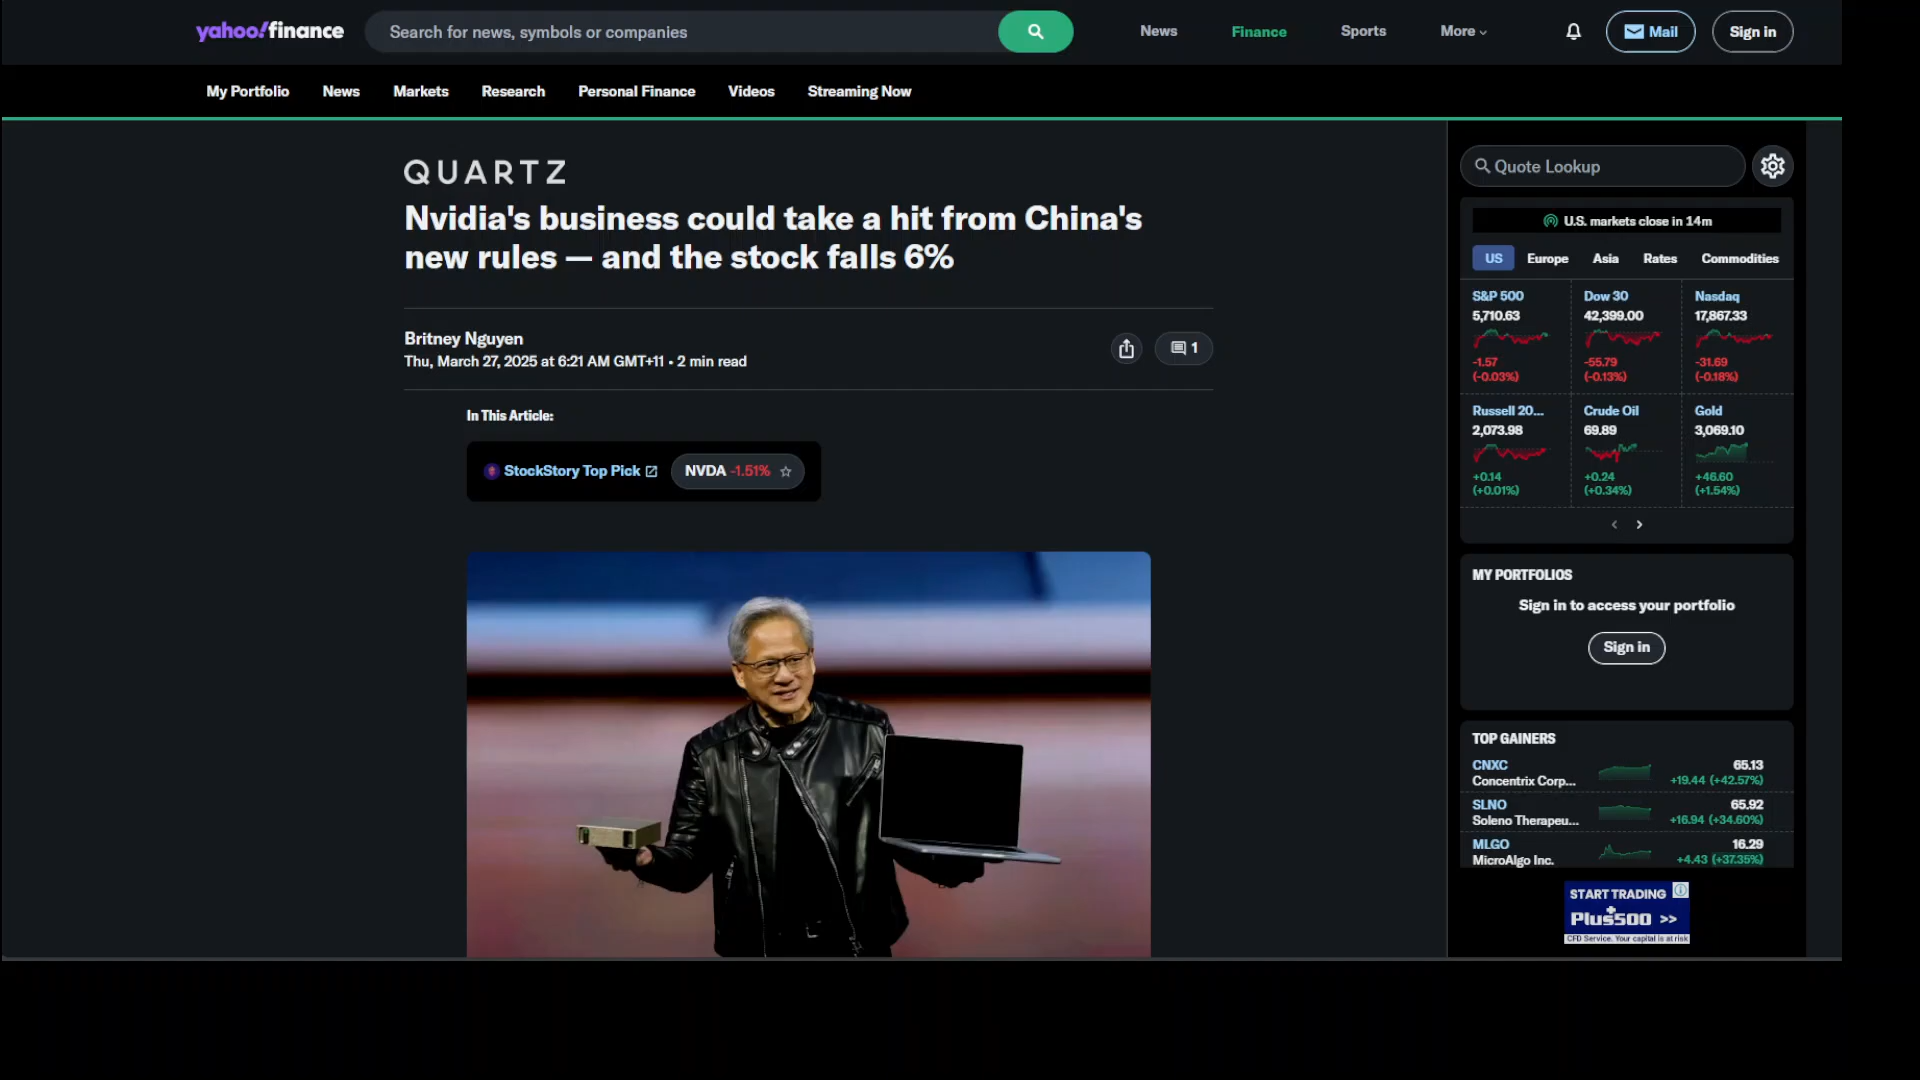 yahoo!finance
Search for news, symbols or companies
News
Finance
Sports
More
Mail
Sign in
My Portfolio
News
Markets
Research
Personal Finance
Videos
Streaming Now
QUARTZ
Nvidia's business could take a hit from China's
new rules — and the stock falls 6%
Britney Nguyen
Thu, March 27, 2025 at 6:21 AM GMT+11 • 2 min read
1
In This Article:
StockStory Top Pick
NVDA -1.51%
Quote Lookup
U.S. markets close in 14m
US
Europe
Asia
Rates
Commodities
S&P 500
5,710.63
-1.57
(-0.03%)
Dow 30
42,399.00
-55.79
(-0.13%)
Nasdaq
17,867.33
-31.69
(-0.18%)
Russell 20...
2,073.98
+0.14
(+0.01%)
Crude Oil
69.89
+0.24
(+0.34%)
Gold
3,069.10
+46.60
(+1.54%)
MY PORTFOLIOS
Sign in to access your portfolio
Sign in
TOP GAINERS
CNXC
65.13
Concentrix Corp...
+19.44 (+42.57%)
SLNO
65.92
Soleno Therapeu...
+16.94 (+34.60%)
MLGO
16.29
MicroAlgo Inc.
+4.43 (+37.35%)
START TRADING
Plus500 >>
CFD Service. Your capital is at risk